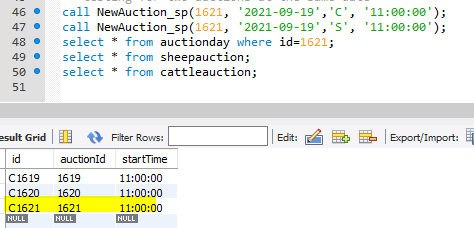 46 call NewAuction_sp(1621, '2021-09-19','C', '11:00:00');
47 call NewAuction_sp(1621, '2021-09-19','S', '11:00:00');
48 select * from auctionday where id=1621;
49 select * from sheepauction;
50 select * from cattleauction;
51
esult Grid Filter Rows: Edit: Export/Import:
id auctionId startTime
C1619 1619 11:00:00
C1620 1620 11:00:00
C1621 1621 11:00:00
NULL NULL NULL